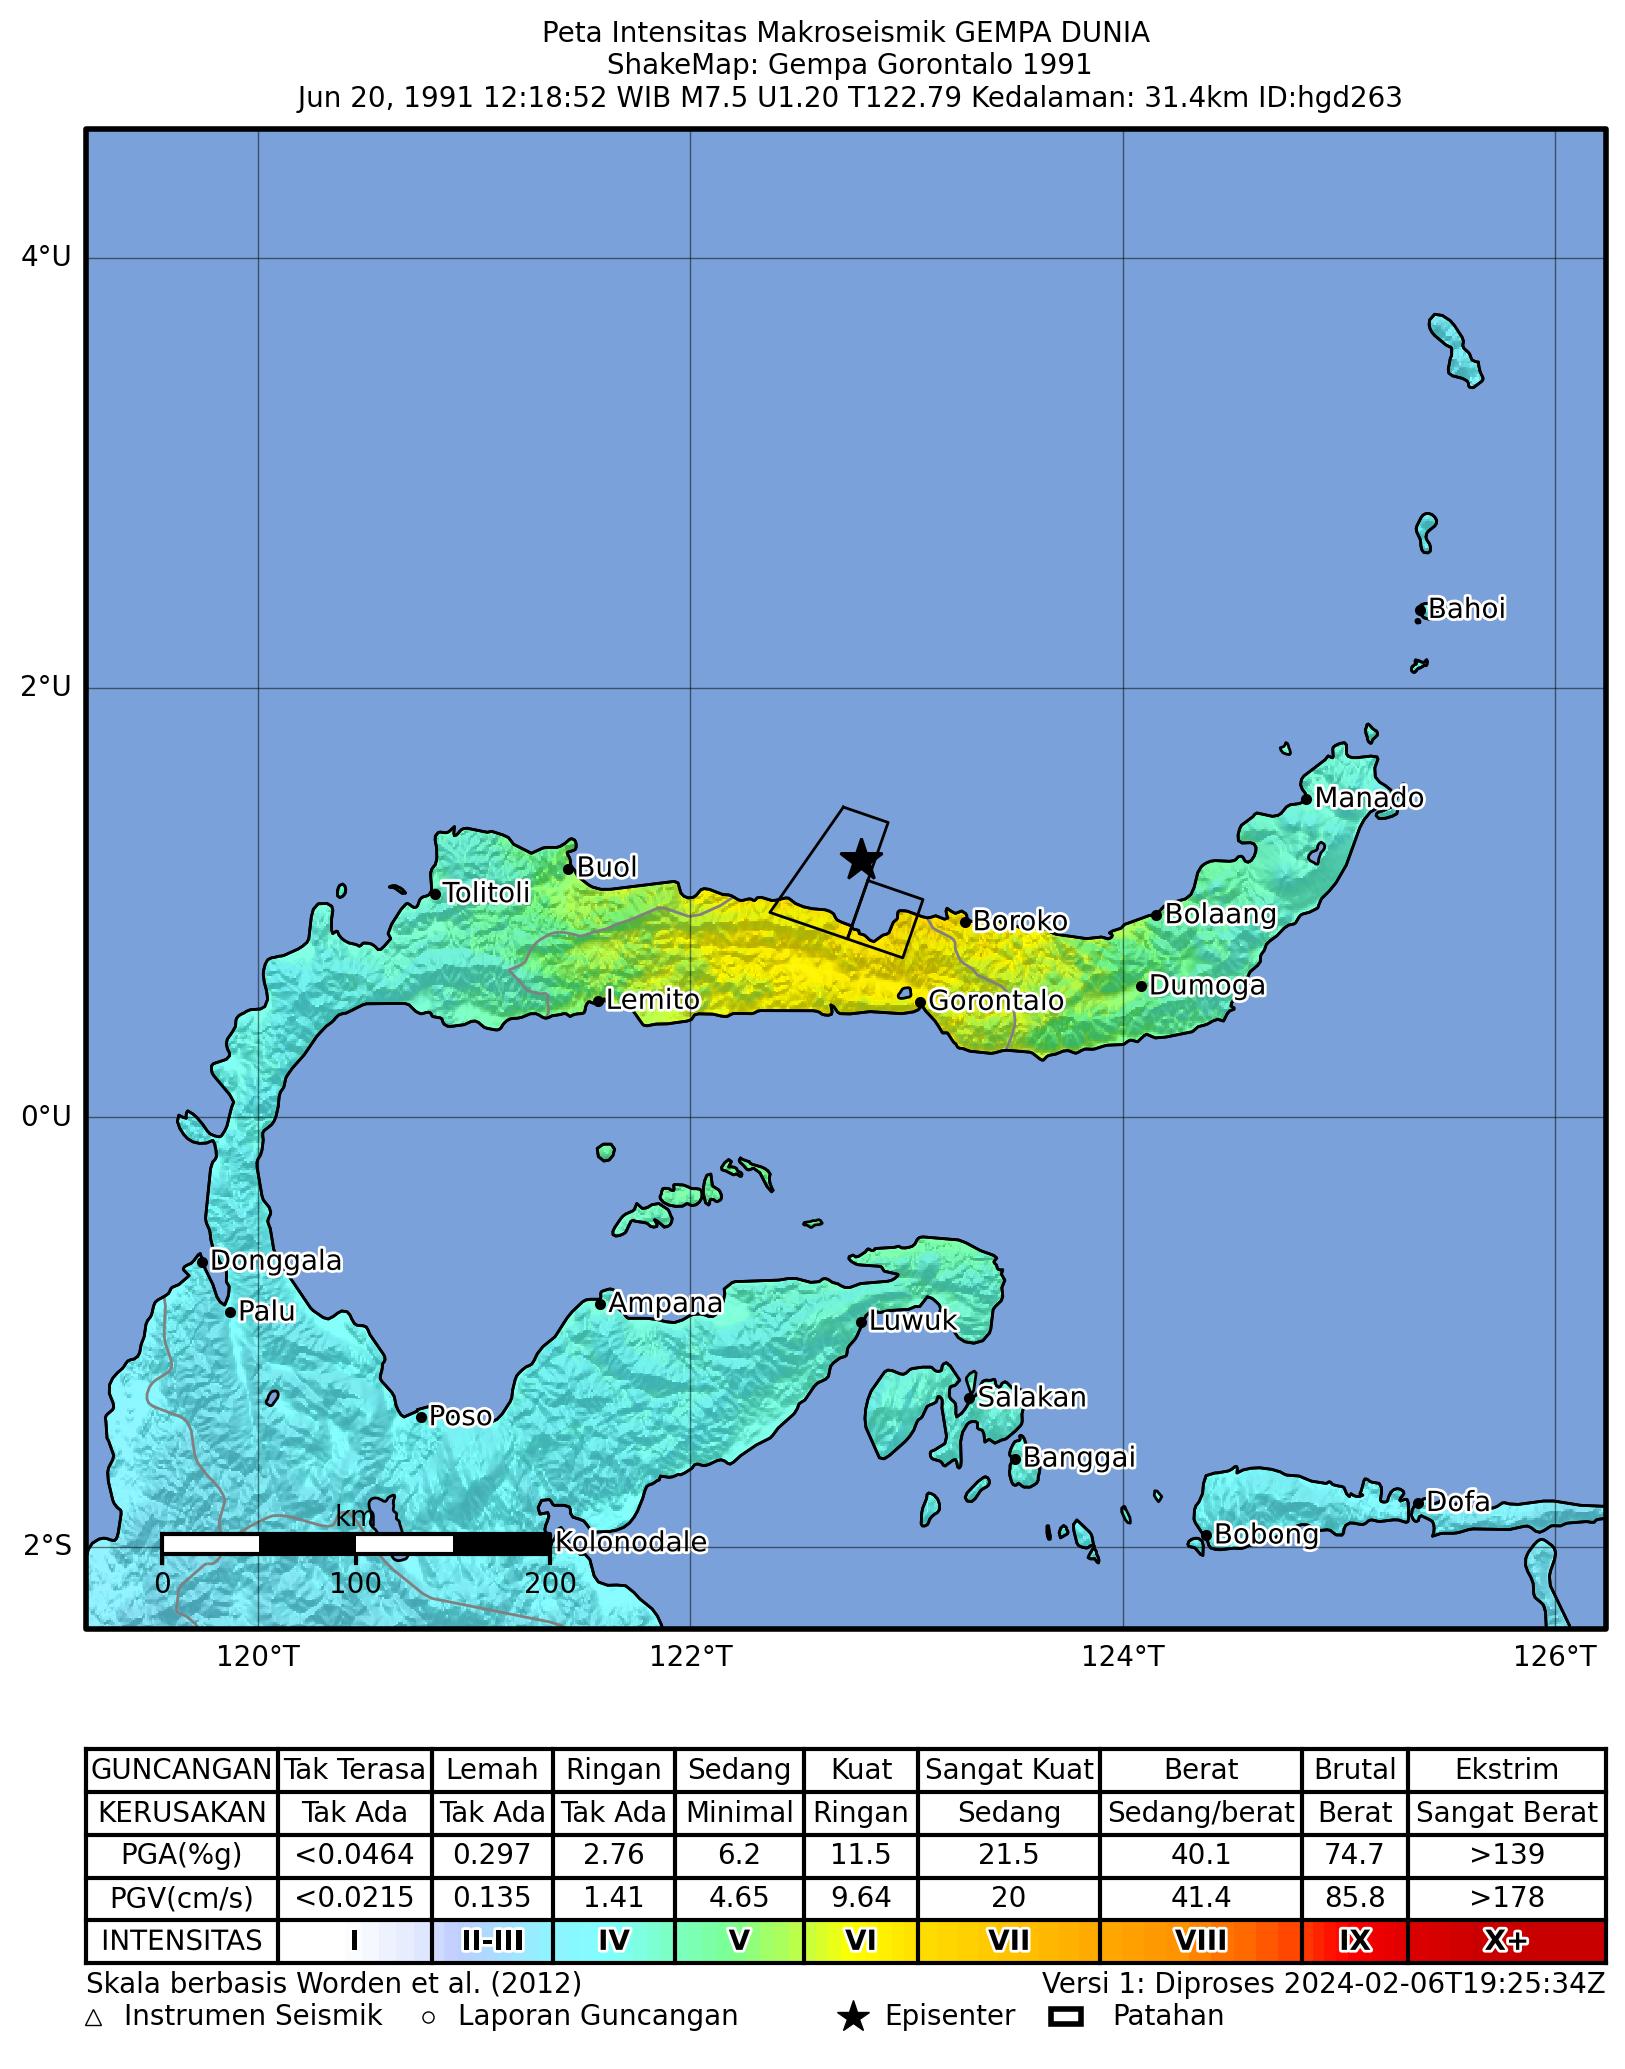 Peta Intensitas Makroseismik GEMPA DUNIA
ShakeMap: Gempa Gorontalo 1991
Jun 20, 1991 12:18:52 WIB M7.5 U1.20 T122.79 Kedalaman: 31.4km ID:hgd263
4°U
Bahoi
2°U
Manado
Buol
Tolitoli
Bolaang
Boroko
Dumoga
Lemito
Gorontalo
0°U
Donggala
Ampana
Palu
Luwuk
Salakan
Poso
Banggai
Dofa
km
Bobong
Kolonodale
2°S
0 100 200
120°T 122°T 124°T 126°T
GUNCANGAN Tak Terasa Lemah Ringan Sedang Kuat Sangat Kuat Berat Brutal Ekstrim
KERUSAKAN Tak Ada Tak Ada Tak Ada Minimal Ringan Sedang Sedang/berat Berat Sangat Berat
PGA(%g) <0.0464 0.297 2.76 6.2 11.5 21.5 40.1 74.7 >139
PGV(cm/s) <0.0215 0.135 1.41 4.65 9.64 20 41.4 85.8 >178
INTENSITAS I II-III IV V VI VII VIII IX X+
Skala berbasis Worden et al. (2012) Versi 1: Diproses 2024-02-06T19:25:34Z
Instrumen Seismik Laporan Guncangan Episenter Patahan